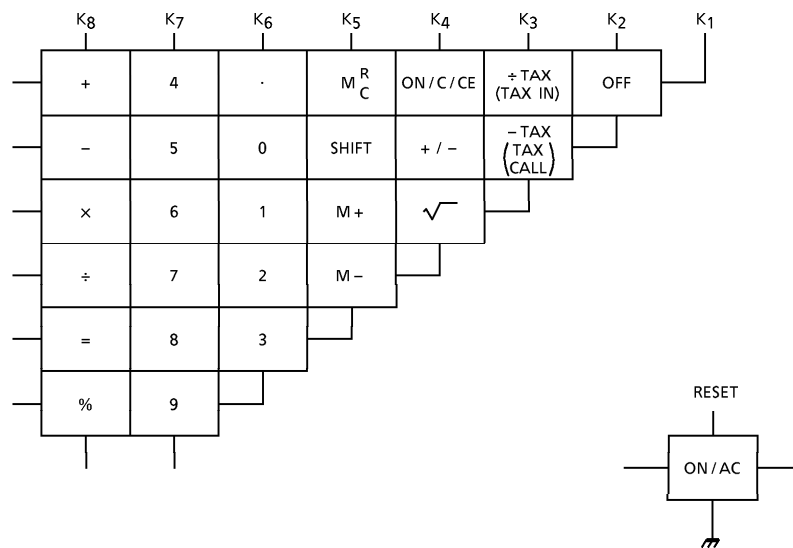 K8 K7 K6 K5 K4 K3 K2 K1
+ 4 · M R C ON/C/CE ÷TAX (TAX IN) OFF
− 5 0 SHIFT +/− −TAX (TAX CALL)
× 6 1 M+ √
÷ 7 2 M−
= 8 3
% 9
RESET
ON/AC